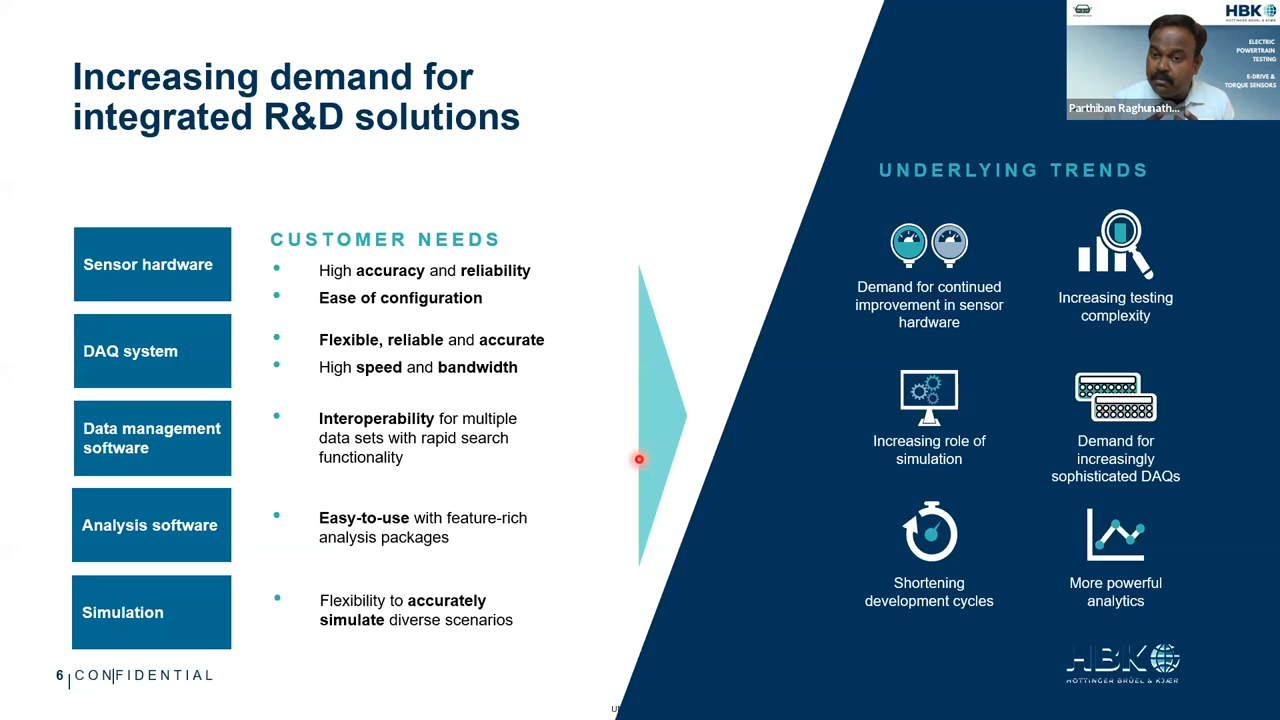 Increasing demand for
integrated R&D solutions
HBK
HOTTINGER BRÜEL & KJÆR
ELECTRIC
POWERTRAIN
TESTING
E-DRIVE &
TORQUE SENSORS
Parthiban Raghunath...
CUSTOMER NEEDS
Sensor hardware
• High accuracy and reliability
• Ease of configuration
DAQ system
• Flexible, reliable and accurate
• High speed and bandwidth
Data management
software
• Interoperability for multiple
data sets with rapid search
functionality
Analysis software
• Easy-to-use with feature-rich
analysis packages
Simulation
• Flexibility to accurately
simulate diverse scenarios
UNDERLYING TRENDS
Demand for continued
improvement in sensor
hardware
Increasing testing
complexity
Increasing role of
simulation
Demand for
increasingly
sophisticated DAQs
Shortening
development cycles
More powerful
analytics
6 CONFIDENTIAL
HBK
HOTTINGER BRÜEL & KJÆR